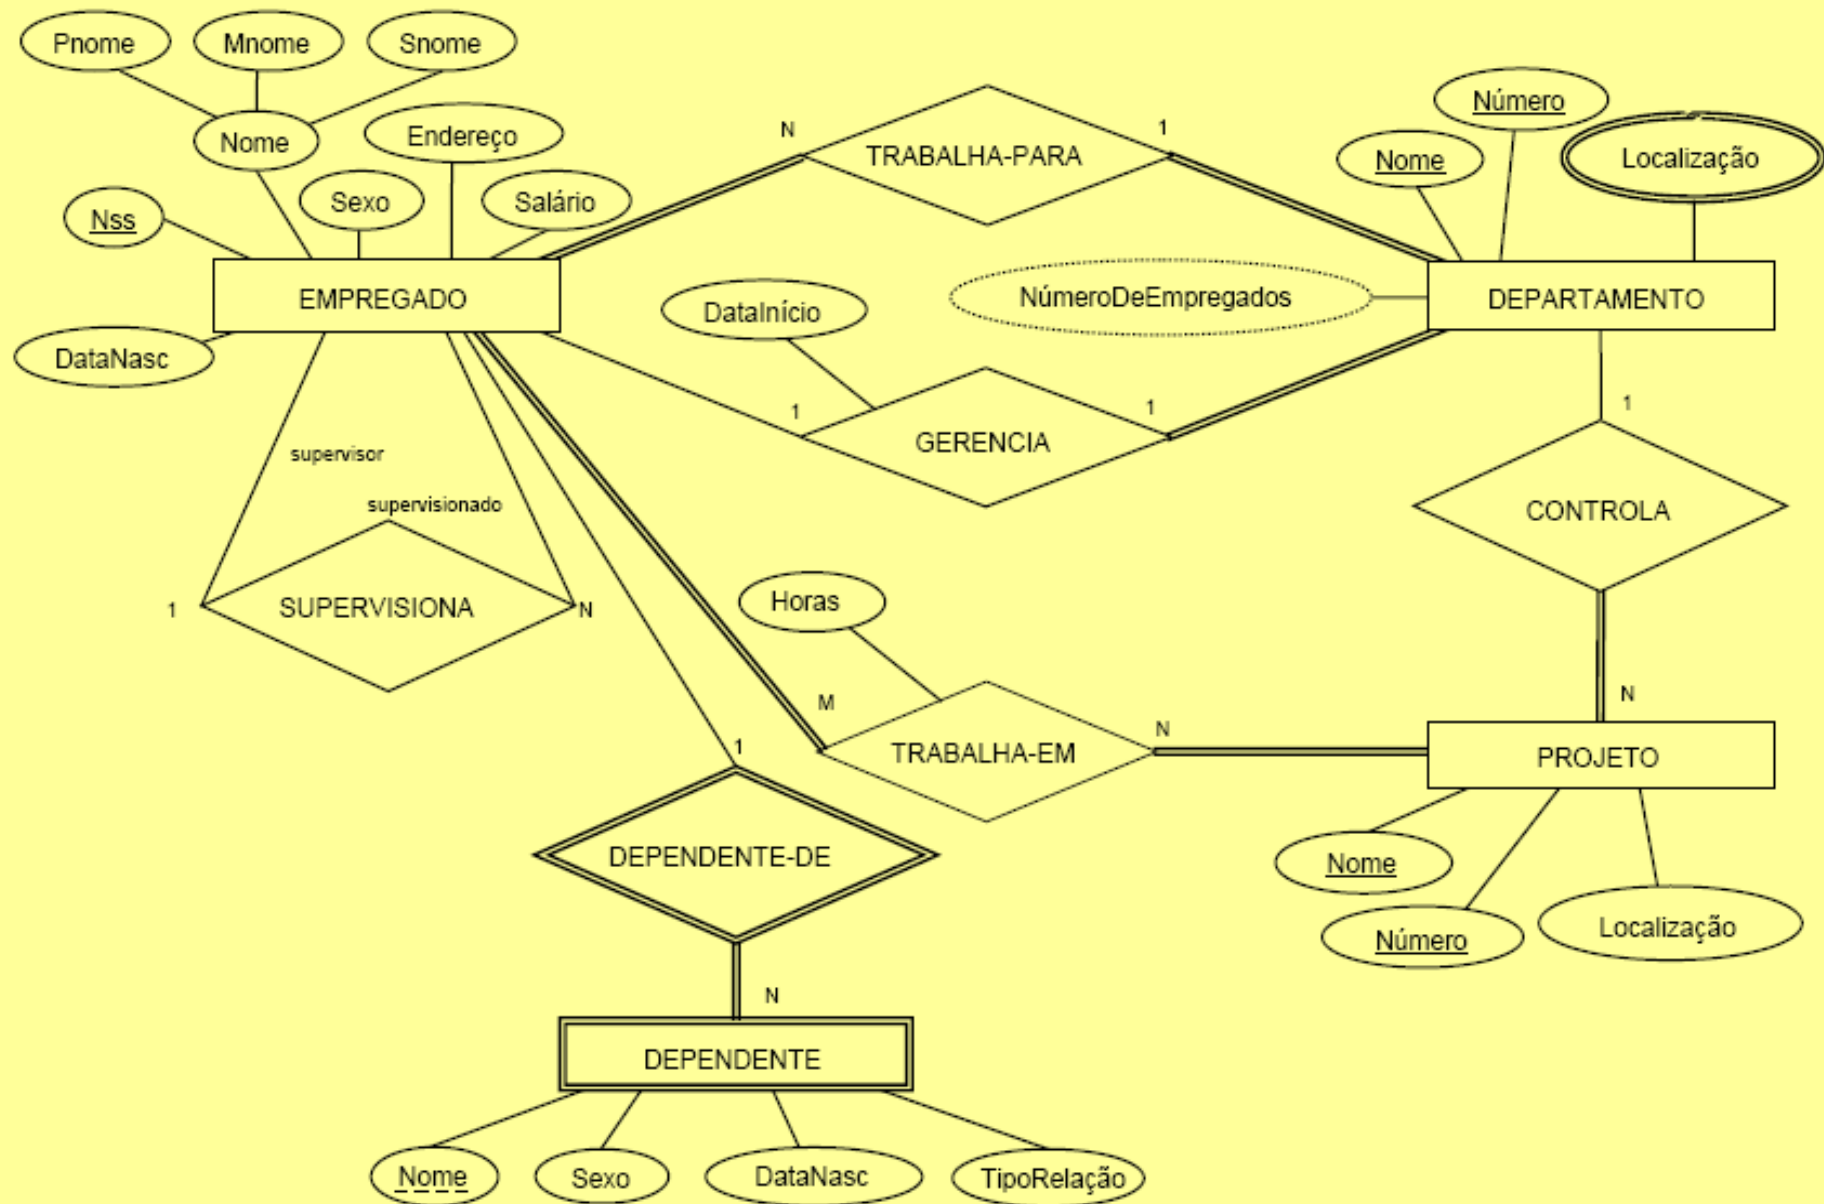 Pnome
Mnome
Snome
Nome
Endereço
Nss
Sexo
Salário
EMPREGADO
DataNasc
N
TRABALHA-PARA
1
Número
Nome
Localização
NúmeroDeEmpregados
DEPARTAMENTO
DataInício
1
GERENCIA
1
1
CONTROLA
N
supervisor
supervisionado
1
SUPERVISIONA
N
Horas
M
TRABALHA-EM
N
PROJETO
Nome
Número
Localização
1
DEPENDENTE-DE
N
DEPENDENTE
Nome
Sexo
DataNasc
TipoRelação